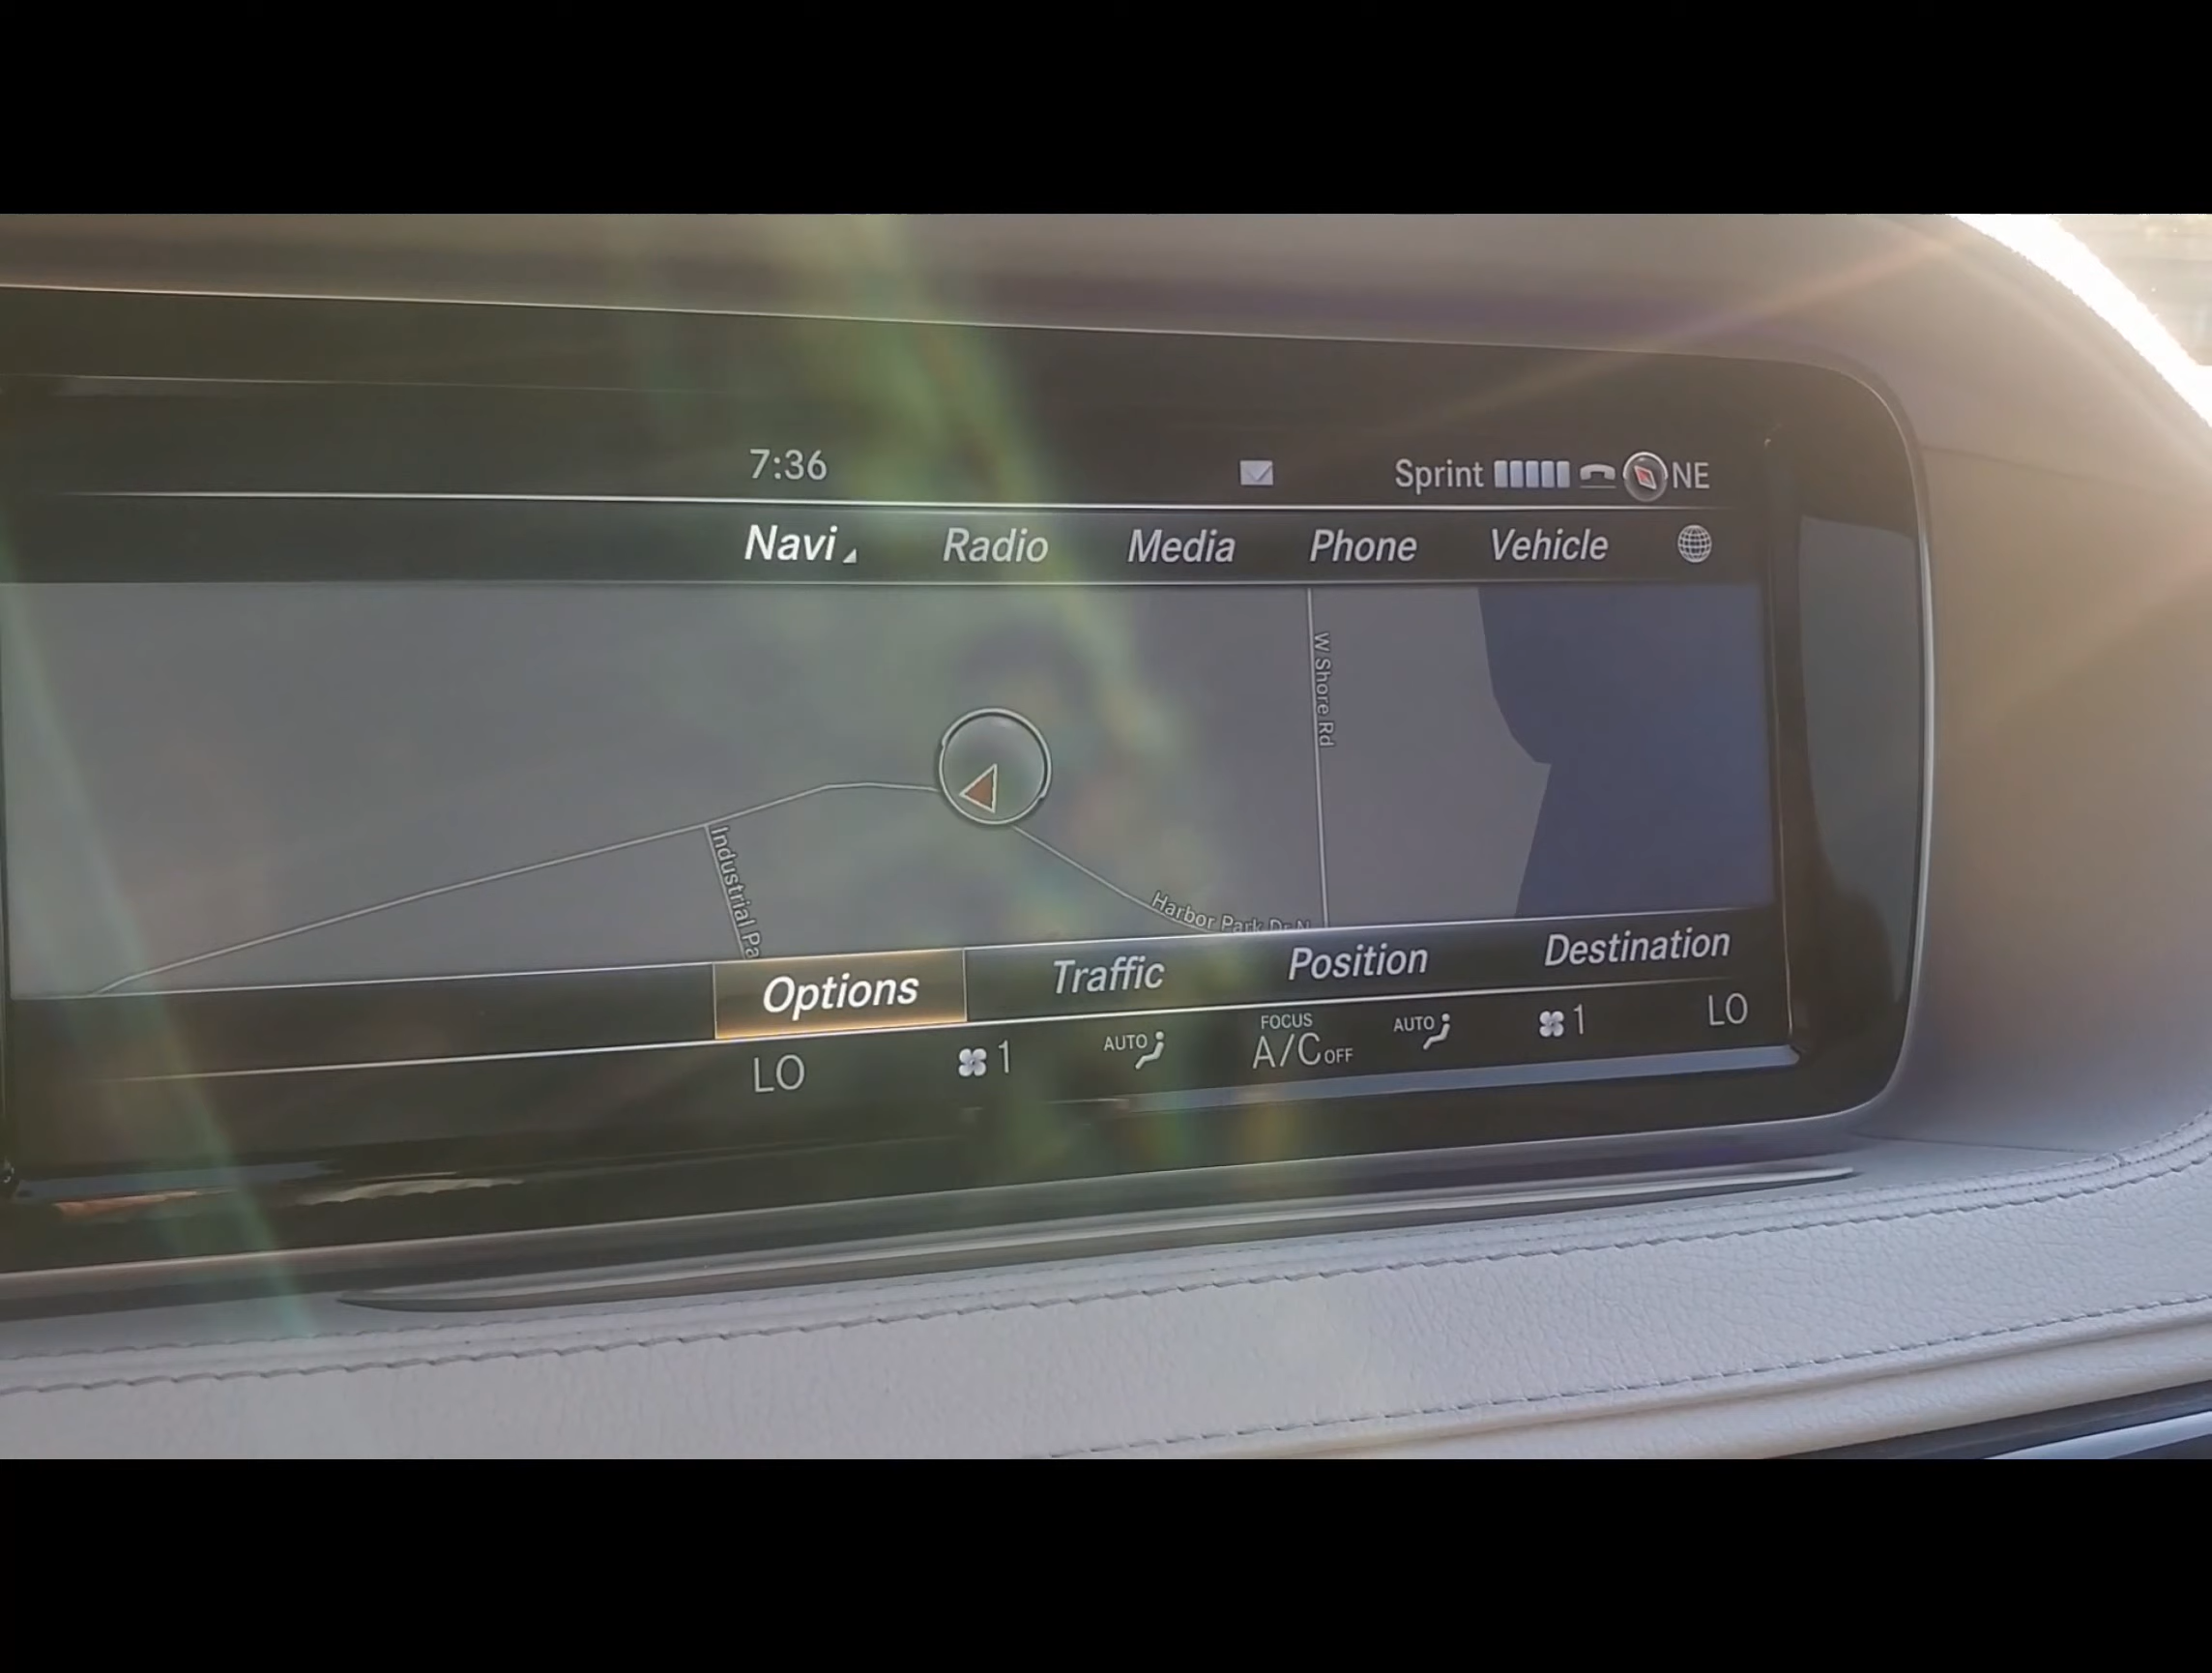 7:36 Sprint NE
Navi Radio Media Phone Vehicle
W Shore Rd
Industrial Pa
Harbor Park Dr N
Options Traffic Position Destination
LO 1 AUTO FOCUS A/C OFF AUTO 1 LO